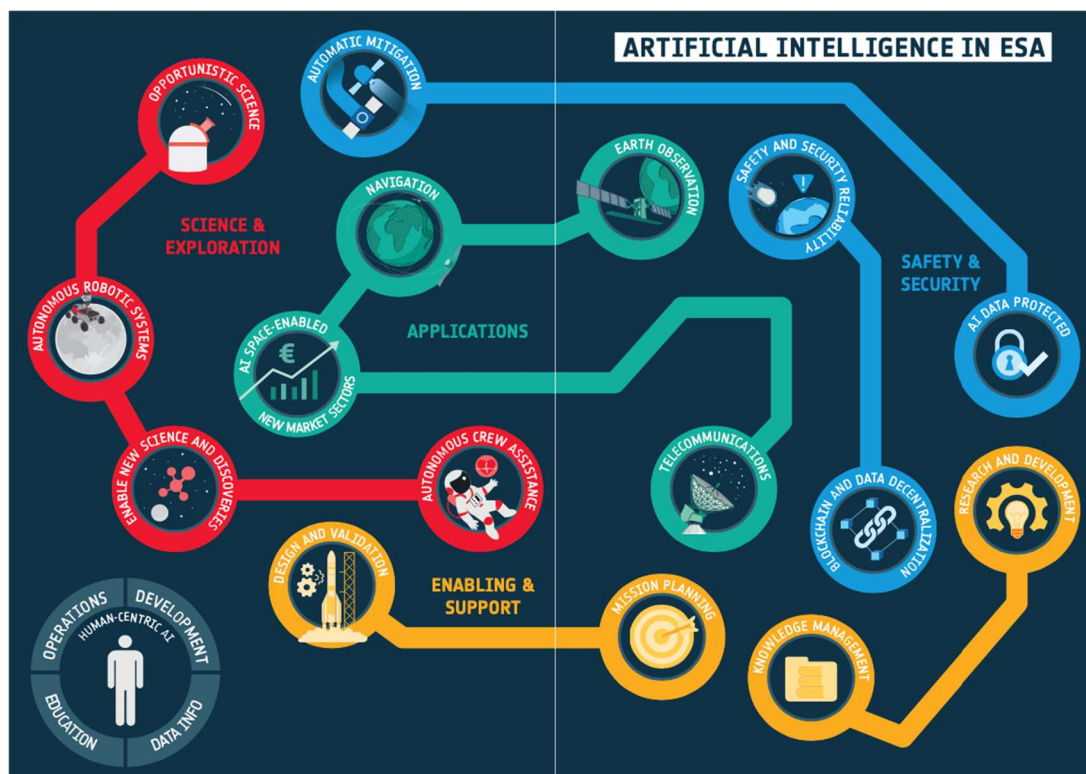 ARTIFICIAL INTELLIGENCE IN ESA
AUTOMATIC MITIGATION
OPPORTUNISTIC SCIENCE
EARTH OBSERVATION
SAFETY AND SECURITY RELIABILITY
NAVIGATION
SCIENCE &
EXPLORATION
SAFETY &
SECURITY
AUTONOMOUS ROBOTIC SYSTEMS
AI SPACE-ENABLED
NEW MARKET SECTORS
€
APPLICATIONS
AI DATA PROTECTED
ENABLE NEW SCIENCE AND DISCOVERIES
AUTONOMOUS CREW ASSISTANCE
TELECOMMUNICATIONS
BLOCKCHAIN AND DATA DECENTRALIZATION
RESEARCH AND DEVELOPMENT
DESIGN AND VALIDATION
ENABLING &
SUPPORT
MISSION PLANNING
KNOWLEDGE MANAGEMENT
OPERATIONS
DEVELOPMENT
HUMAN-CENTRIC AI
EDUCATION
DATA INFO